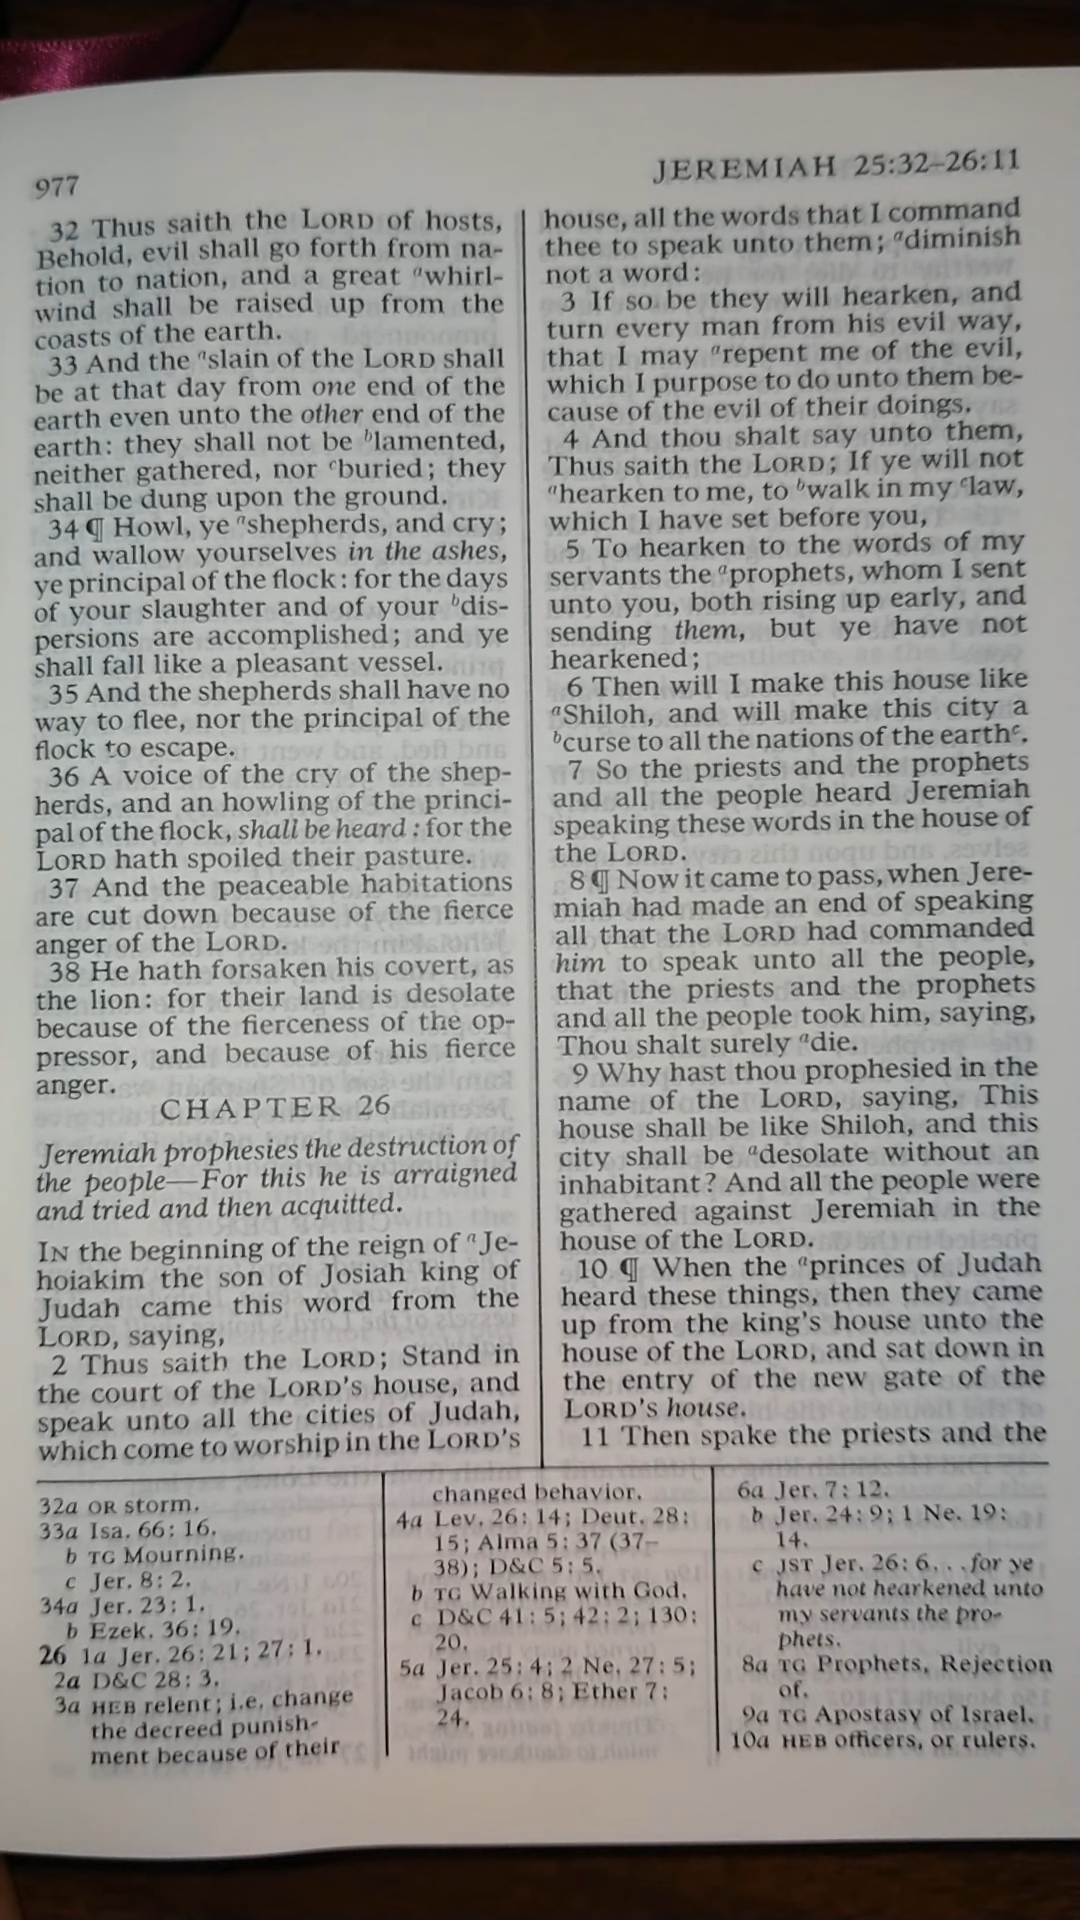 977
JEREMIAH 25:32–26:11
32 Thus saith the LORD of hosts,
Behold, evil shall go forth from na-
tion to nation, and a great ᵃwhirl-
wind shall be raised up from the
coasts of the earth.
33 And the ᵃslain of the LORD shall
be at that day from one end of the
earth even unto the other end of the
earth: they shall not be ᵇlamented,
neither gathered, nor ᶜburied; they
shall be dung upon the ground.
34 ¶ Howl, ye ᵃshepherds, and cry;
and wallow yourselves in the ashes,
ye principal of the flock: for the days
of your slaughter and of your ᵇdis-
persions are accomplished; and ye
shall fall like a pleasant vessel.
35 And the shepherds shall have no
way to flee, nor the principal of the
flock to escape.
36 A voice of the cry of the shep-
herds, and an howling of the princi-
pal of the flock, shall be heard: for the
LORD hath spoiled their pasture.
37 And the peaceable habitations
are cut down because of the fierce
anger of the LORD.
38 He hath forsaken his covert, as
the lion: for their land is desolate
because of the fierceness of the op-
pressor, and because of his fierce
anger.
CHAPTER 26
Jeremiah prophesies the destruction of
the people—For this he is arraigned
and tried and then acquitted.
IN the beginning of the reign of ᵃJe-
hoiakim the son of Josiah king of
Judah came this word from the
LORD, saying,
2 Thus saith the LORD; Stand in
the court of the LORD'S house, and
speak unto all the cities of Judah,
which come to worship in the LORD'S
house, all the words that I command
thee to speak unto them; ᵃdiminish
not a word:
3 If so be they will hearken, and
turn every man from his evil way,
that I may ᵃrepent me of the evil,
which I purpose to do unto them be-
cause of the evil of their doings.
4 And thou shalt say unto them,
Thus saith the LORD; If ye will not
ᵃhearken to me, to ᵇwalk in my ᶜlaw,
which I have set before you,
5 To hearken to the words of my
servants the ᵃprophets, whom I sent
unto you, both rising up early, and
sending them, but ye have not
hearkened;
6 Then will I make this house like
ᵃShiloh, and will make this city a
ᵇcurse to all the nations of the earthᶜ.
7 So the priests and the prophets
and all the people heard Jeremiah
speaking these words in the house of
the LORD.
8 ¶ Now it came to pass, when Jere-
miah had made an end of speaking
all that the LORD had commanded
him to speak unto all the people,
that the priests and the prophets
and all the people took him, saying,
Thou shalt surely ᵃdie.
9 Why hast thou prophesied in the
name of the LORD, saying, This
house shall be like Shiloh, and this
city shall be ᵃdesolate without an
inhabitant? And all the people were
gathered against Jeremiah in the
house of the LORD.
10 ¶ When the ᵃprinces of Judah
heard these things, then they came
up from the king's house unto the
house of the LORD, and sat down in
the entry of the new gate of the
LORD'S house.
11 Then spake the priests and the
32a OR storm.
33a Isa. 66: 16.
b TG Mourning.
c Jer. 8: 2.
34a Jer. 23: 1.
b Ezek. 36: 19.
26 1a Jer. 26: 21; 27: 1.
2a D&C 28: 3.
3a HEB relent; i.e. change
the decreed punish-
ment because of their
changed behavior.
4a Lev. 26: 14; Deut. 28:
15; Alma 5: 37 (37–
38); D&C 5: 5.
b TG Walking with God.
c D&C 41: 5; 42: 2; 130:
20.
5a Jer. 25: 4; 2 Ne. 27: 5;
Jacob 6: 8; Ether 7:
24.
6a Jer. 7: 12.
b Jer. 24: 9; 1 Ne. 19:
14.
c JST Jer. 26: 6. . . for ye
have not hearkened unto
my servants the pro-
phets.
8a TG Prophets, Rejection
of.
9a TG Apostasy of Israel.
10a HEB officers, or rulers.